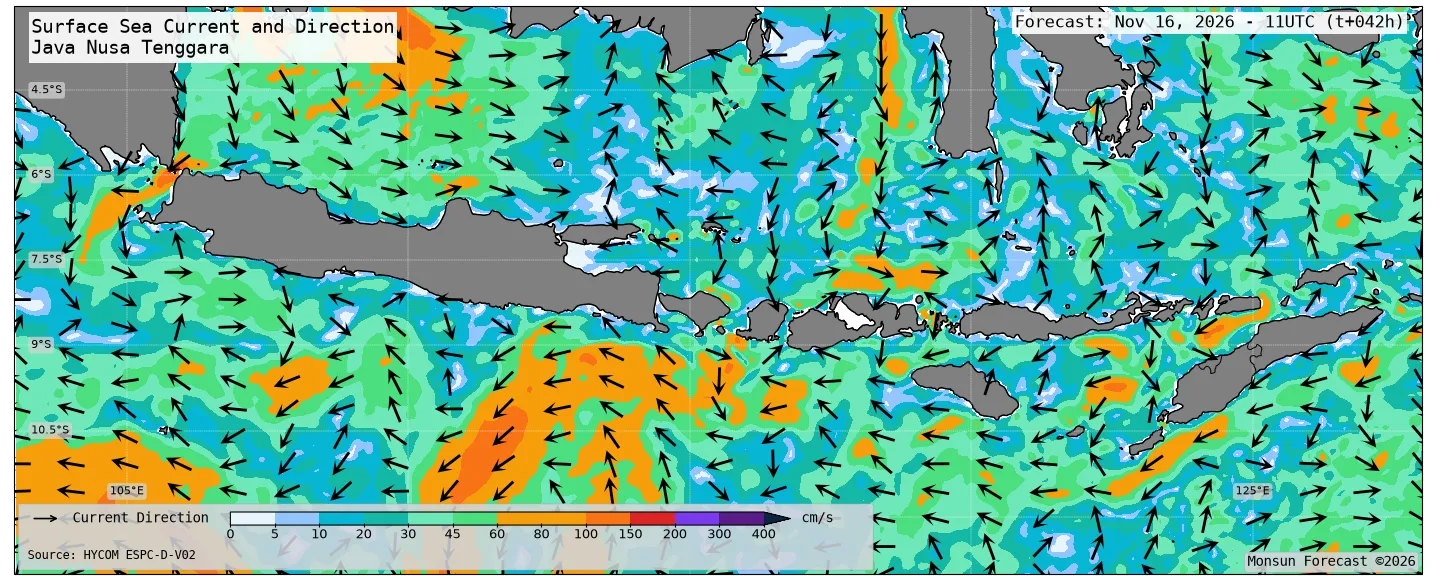 Surface Sea Current and Direction
Java Nusa Tenggara
Forecast: Nov 16, 2026 - 11UTC (t+042h)
4.5°S
6°S
7.5°S
9°S
10.5°S
105°E
125°E
Current Direction
0 5 10 20 30 45 60 80 100 150 200 300 400 cm/s
Source: HYCOM ESPC-D-V02
Monsun Forecast ©2026